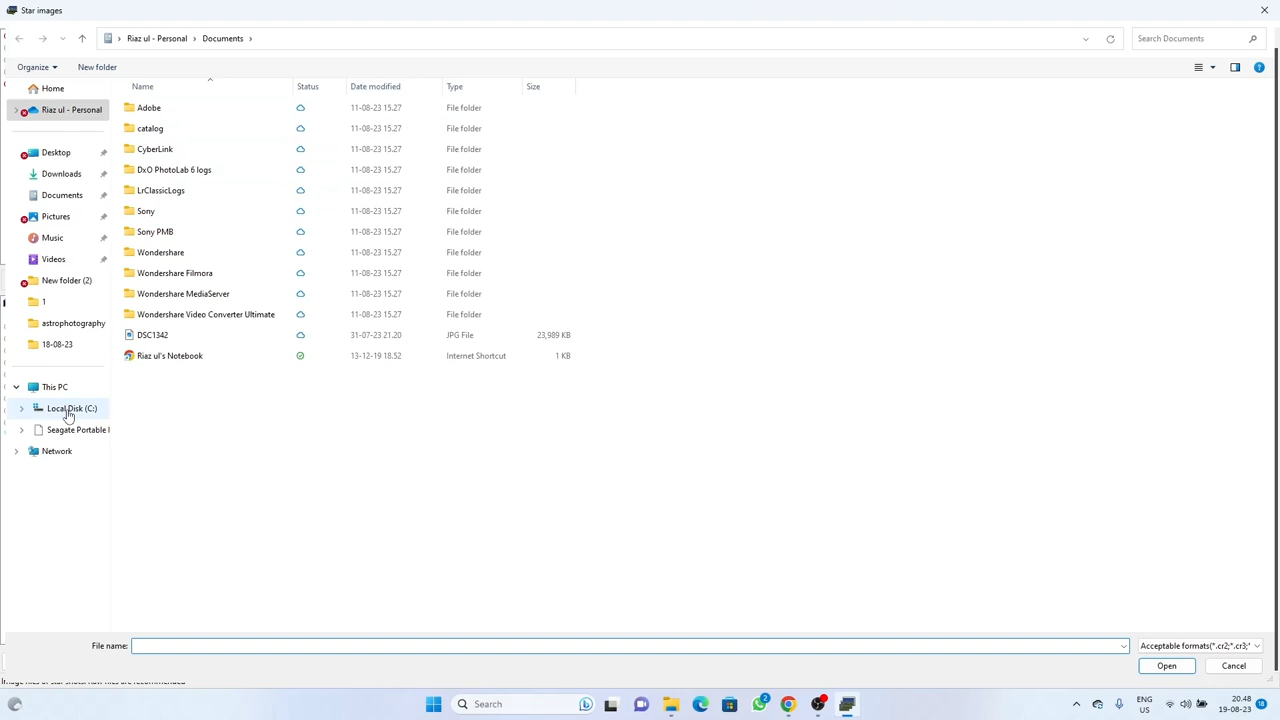 Star images
Riaz ul - Personal > Documents >
Search Documents
Organize
New folder
Home
Riaz ul - Personal
Desktop
Downloads
Documents
Pictures
Music
Videos
New folder (2)
1
astrophotography
18-08-23
This PC
Local Disk (C:)
Seagate Portable
Network
Name Status Date modified Type Size
Adobe 11-08-23 15.27 File folder
catalog 11-08-23 15.27 File folder
CyberLink 11-08-23 15.27 File folder
DxO PhotoLab 6 logs 11-08-23 15.27 File folder
LrClassicLogs 11-08-23 15.27 File folder
Sony 11-08-23 15.27 File folder
Sony PMB 11-08-23 15.27 File folder
Wondershare 11-08-23 15.27 File folder
Wondershare Filmora 11-08-23 15.27 File folder
Wondershare MediaServer 11-08-23 15.27 File folder
Wondershare Video Converter Ultimate 11-08-23 15.27 File folder
DSC1342 31-07-23 21.20 JPG File 23,989 KB
Riaz ul's Notebook 13-12-19 18.52 Internet Shortcut 1 KB
File name:
Acceptable formats(*.cr2;*.cr3;*
Open
Cancel
Search
2
ENG
US
20.48
19-08-23
18